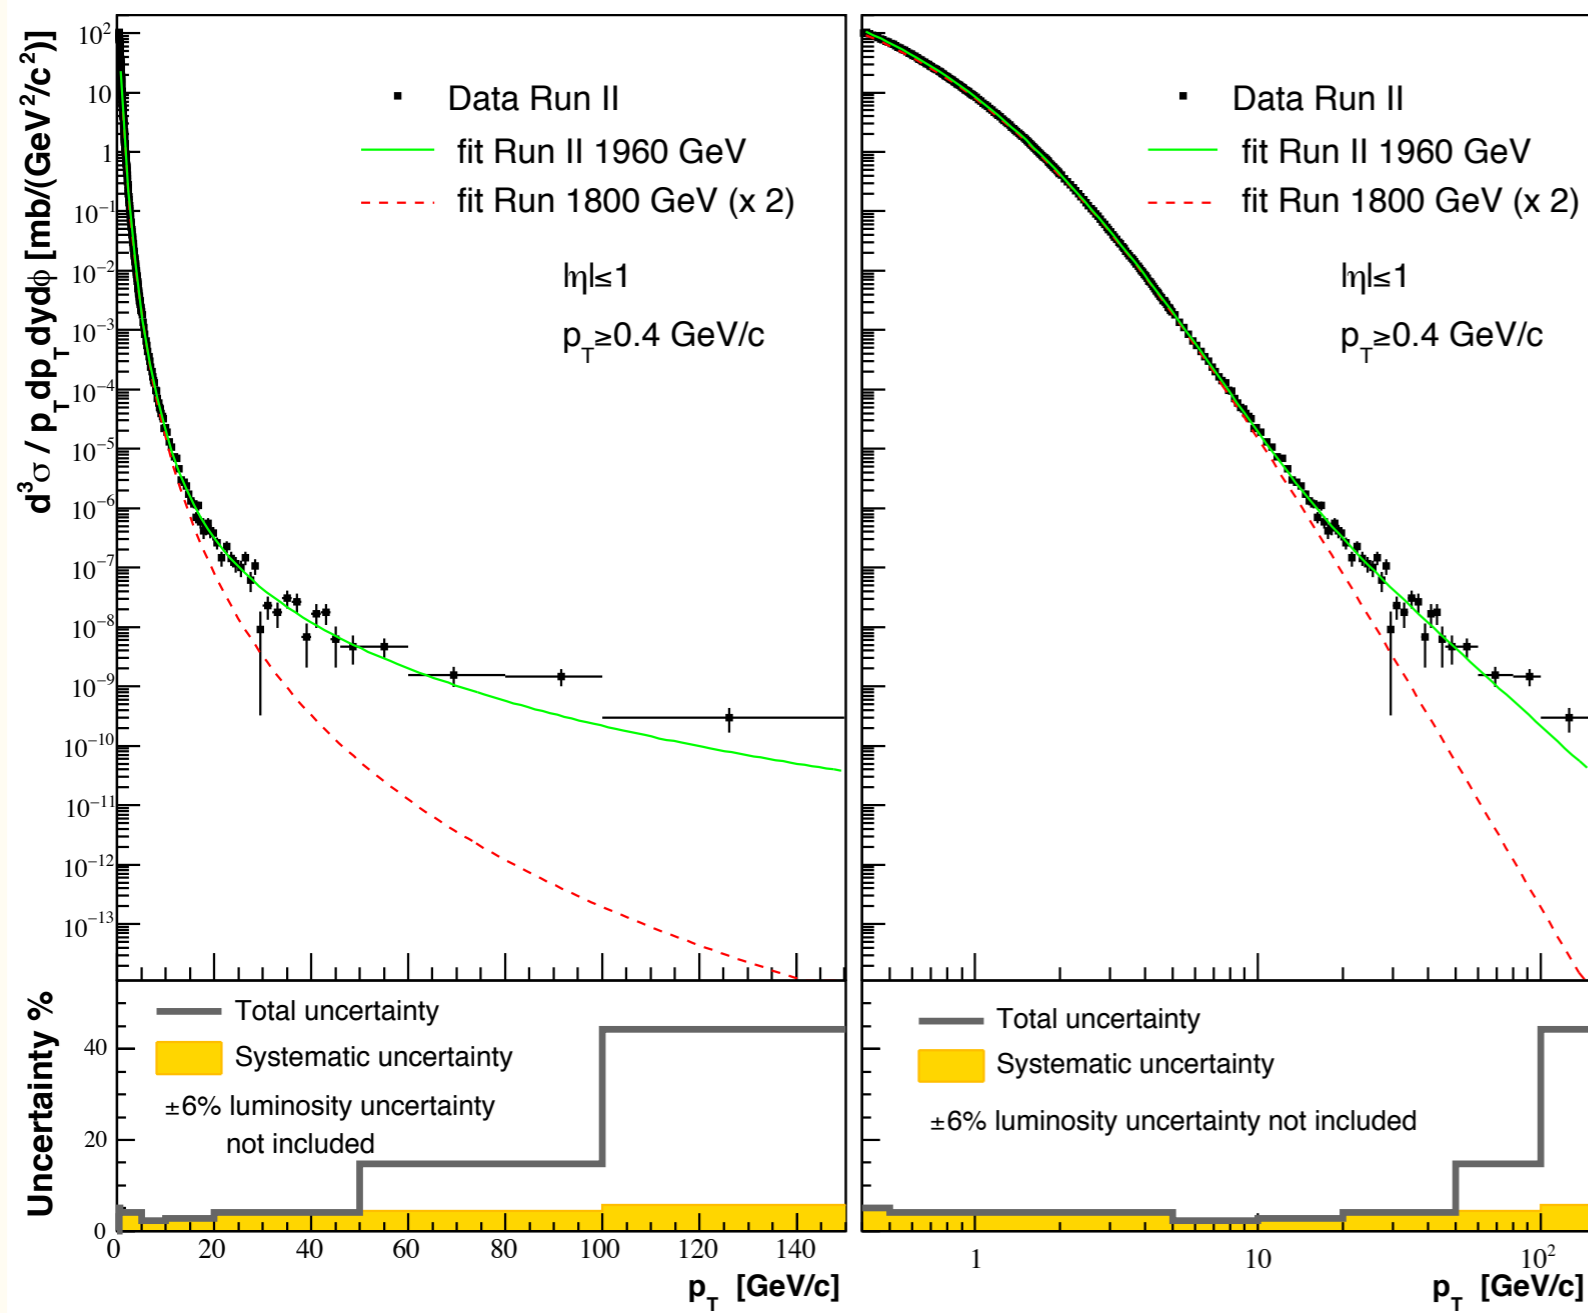 d³σ / p_T dp_T dydϕ [mb/(GeV²/c²)]
10²
10
1
10⁻¹
10⁻²
10⁻³
10⁻⁴
10⁻⁵
10⁻⁶
10⁻⁷
10⁻⁸
10⁻⁹
10⁻¹⁰
10⁻¹¹
10⁻¹²
10⁻¹³
Data Run II
fit Run II 1960 GeV
fit Run 1800 GeV (x 2)
|η|≤1
p_T≥0.4 GeV/c
Data Run II
fit Run II 1960 GeV
fit Run 1800 GeV (x 2)
|η|≤1
p_T≥0.4 GeV/c
Uncertainty %
40
20
0
Total uncertainty
Systematic uncertainty
±6% luminosity uncertainty
not included
0 20 40 60 80 100 120 140
p_T [GeV/c]
Total uncertainty
Systematic uncertainty
±6% luminosity uncertainty not included
1 10 10²
p_T [GeV/c]